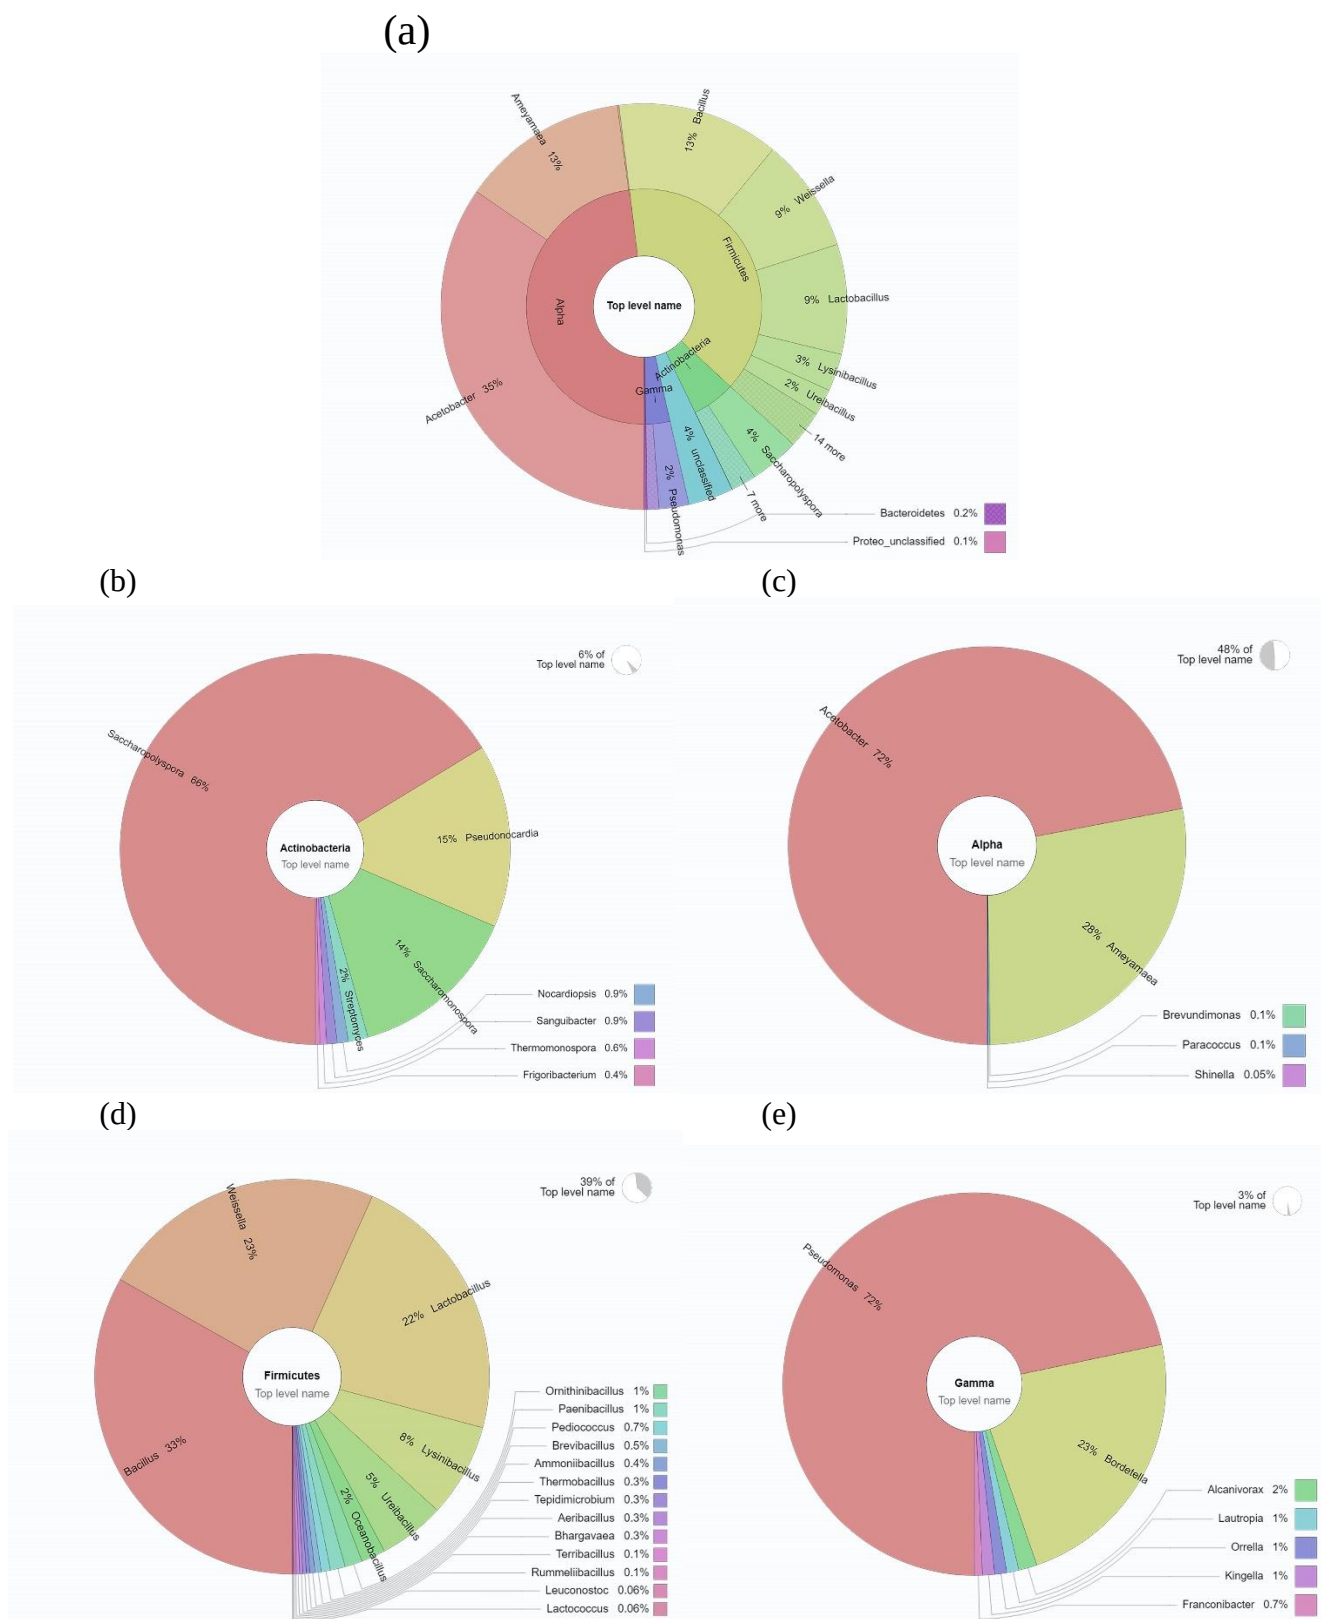 (a)
Ameyamaea 13%
13% Bacillus
9% Weissella
9% Lactobacillus
3% Lysinibacillus
2% Ureibacillus
14 more
Firmicutes
Alpha
Top level name
Actinobacteria
Gamma
Acetobacter 35%
4% Saccharopolyspora
7 more
4% unclassified
2% Pseudomonas
Bacteroidetes 0.2%
Proteo_unclassified 0.1%
(b)
6% of
Top level name
Saccharopolyspora 66%
15% Pseudonocardia
Actinobacteria
Top level name
14% Saccharomonospora
2% Streptomyces
Nocardiopsis 0.9%
Sanguibacter 0.9%
Thermomonospora 0.6%
Frigoribacterium 0.4%
(c)
48% of
Top level name
Acetobacter 72%
Alpha
Top level name
28% Ameyamaea
Brevundimonas 0.1%
Paracoccus 0.1%
Shinella 0.05%
(d)
39% of
Top level name
Weissella 23%
22% Lactobacillus
Firmicutes
Top level name
Bacillus 33%
8% Lysinibacillus
5% Ureibacillus
2% Oceanobacillus
Ornithinibacillus 1%
Paenibacillus 1%
Pediococcus 0.7%
Brevibacillus 0.5%
Ammoniibacillus 0.4%
Thermobacillus 0.3%
Tepidimicrobium 0.3%
Aeribacillus 0.3%
Bhargavaea 0.3%
Terribacillus 0.1%
Rummeliibacillus 0.1%
Leuconostoc 0.06%
Lactococcus 0.06%
(e)
3% of
Top level name
Pseudomonas 72%
Gamma
Top level name
23% Bordetella
Alcanivorax 2%
Lautropia 1%
Orrella 1%
Kingella 1%
Franconibacter 0.7%